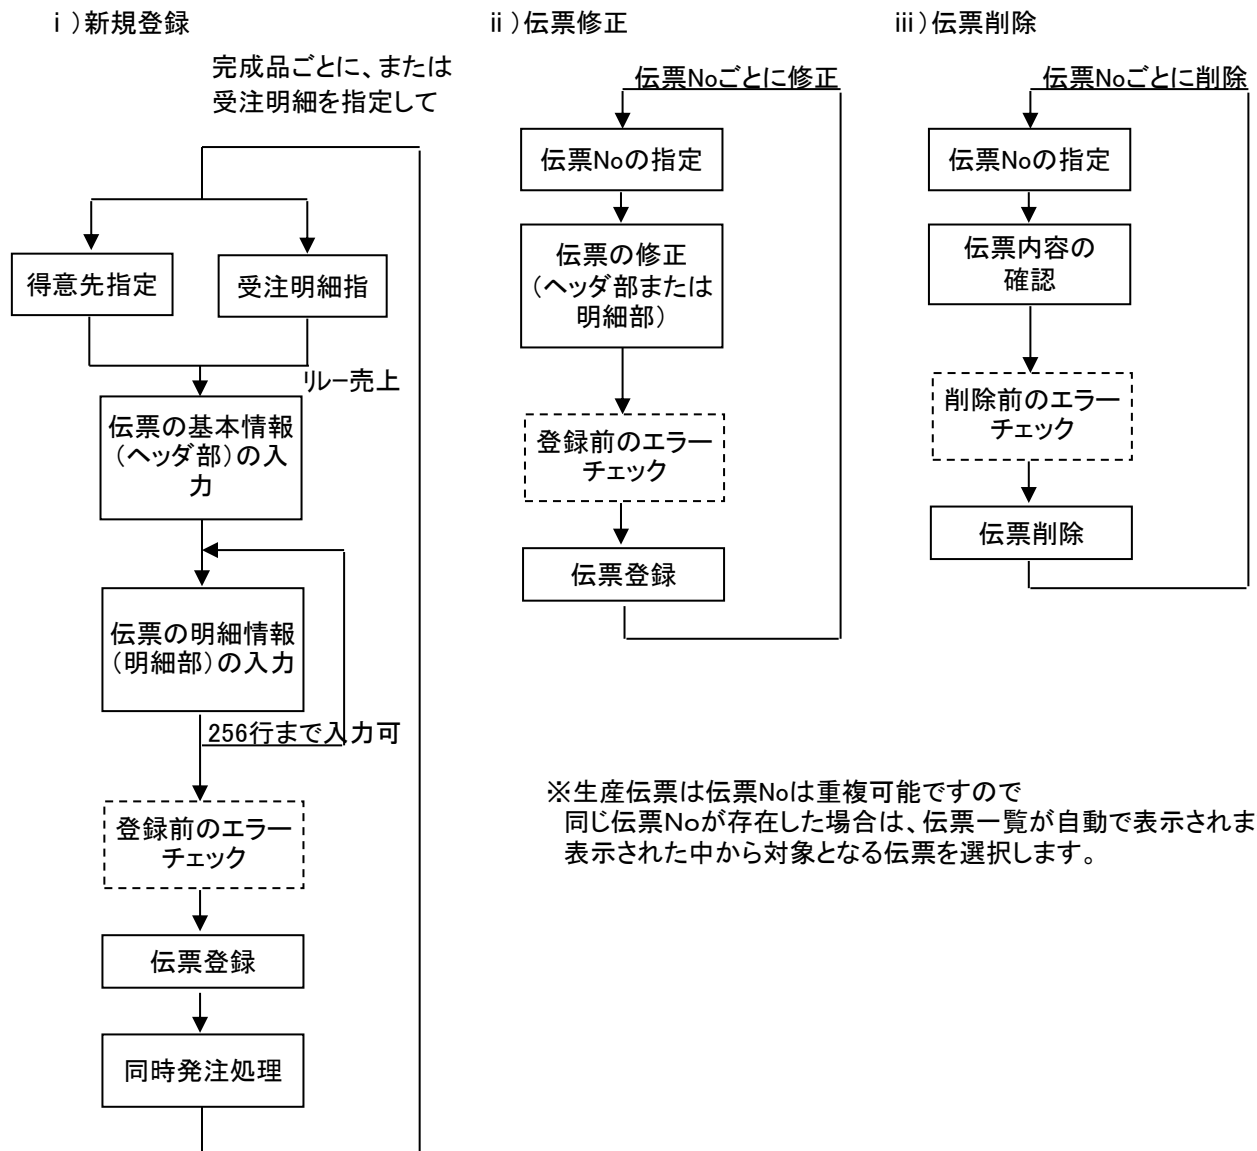 ⅰ）新規登録
完成品ごとに、または
受注明細を指定して
得意先指定
受注明細指
リレー売上
伝票の基本情報
（ヘッダ部）の入
力
伝票の明細情報
（明細部）の入力
256行まで入力可
登録前のエラー
チェック
伝票登録
同時発注処理
ⅱ）伝票修正
伝票Noごとに修正
伝票Noの指定
伝票の修正
（ヘッダ部または
明細部）
登録前のエラー
チェック
伝票登録
ⅲ）伝票削除
伝票Noごとに削除
伝票Noの指定
伝票内容の
確認
削除前のエラー
チェック
伝票削除
※生産伝票は伝票Noは重複可能ですので
同じ伝票Ｎｏが存在した場合は、伝票一覧が自動で表示されま
表示された中から対象となる伝票を選択します。